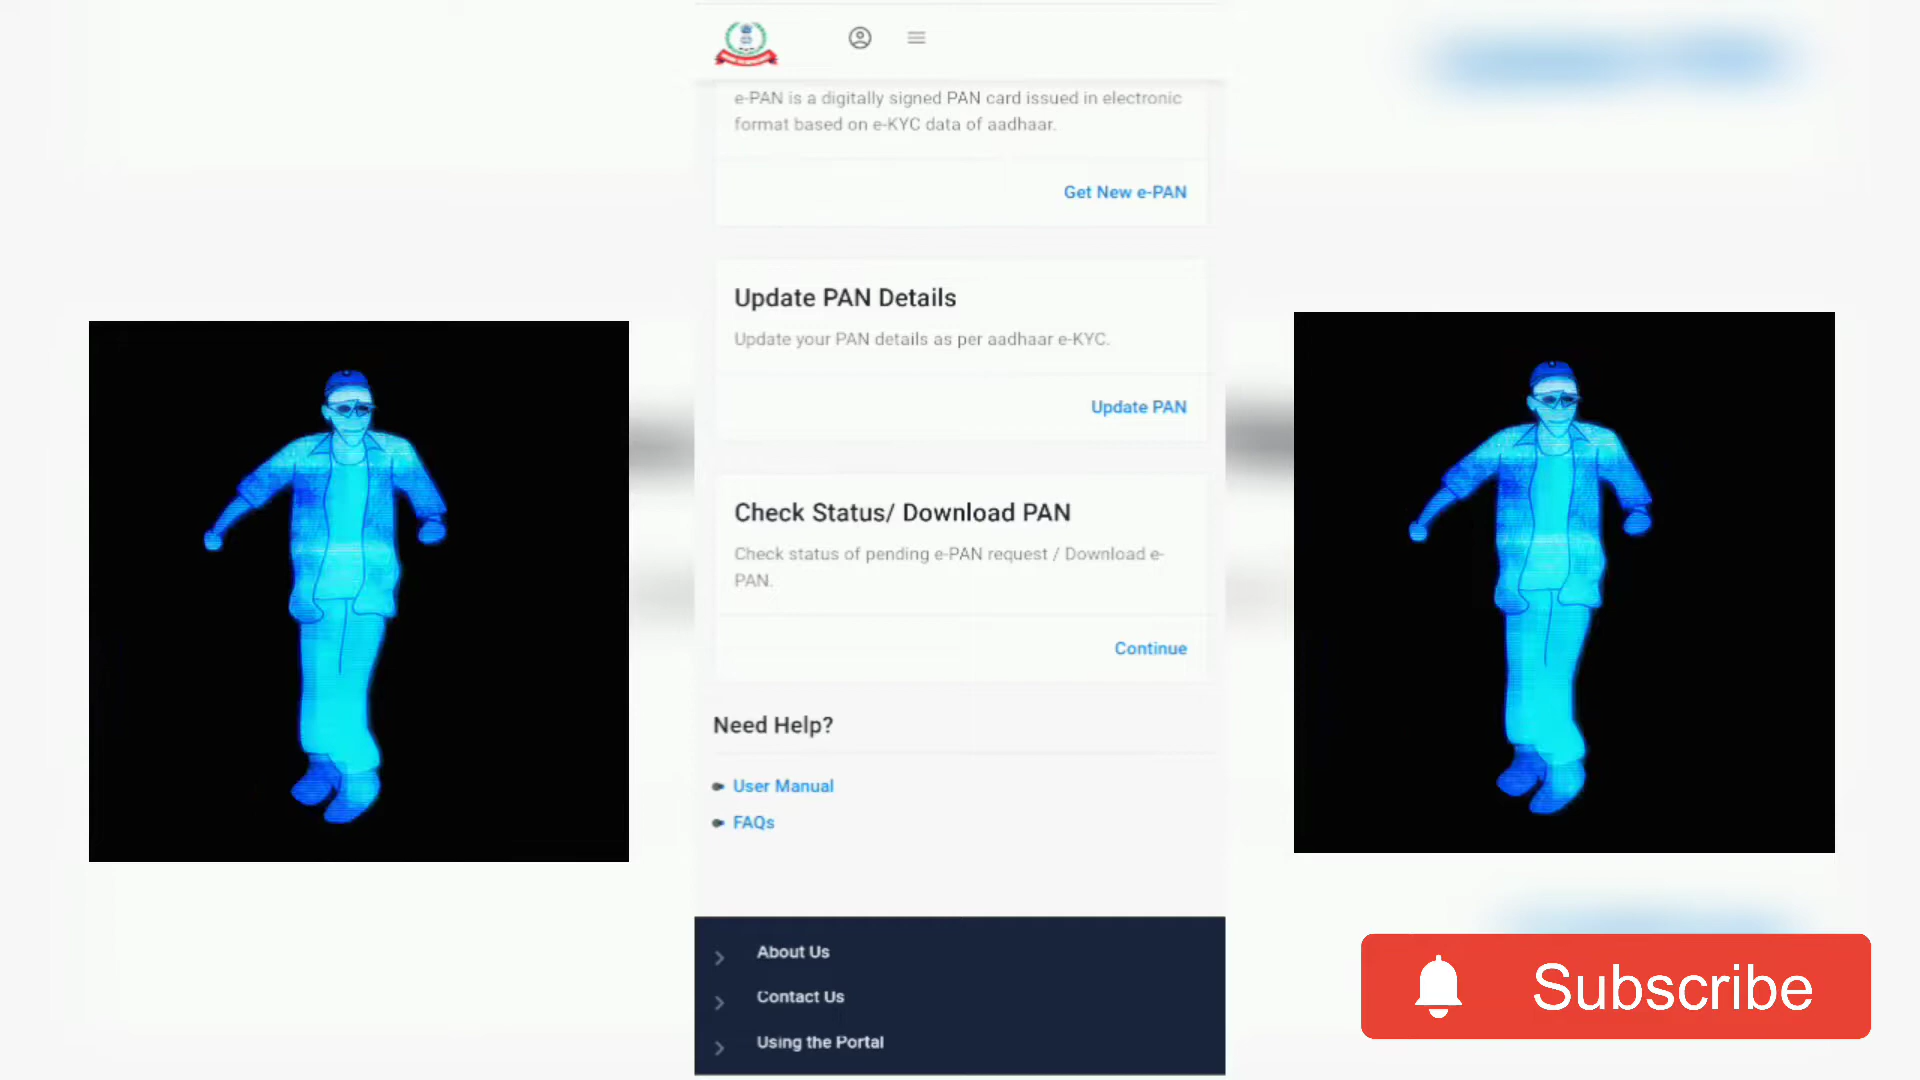 e-PAN is a digitally signed PAN card issued in electronic
format based on e-KYC data of aadhaar.
Get New e-PAN
Update PAN Details
Update your PAN details as per aadhaar e-KYC.
Update PAN
Check Status/ Download PAN
Check status of pending e-PAN request / Download e-
PAN.
Continue
Need Help?
User Manual
FAQs
About Us
Contact Us
Using the Portal
Subscribe